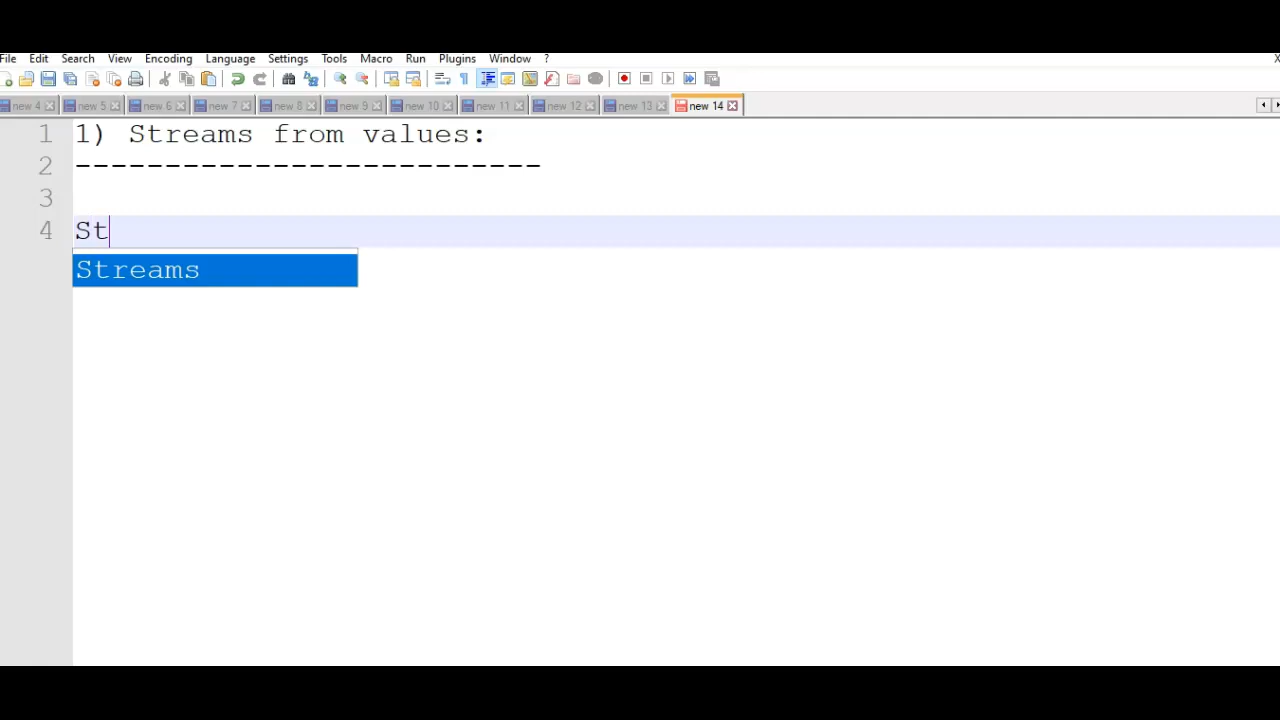 File Edit Search View Encoding Language Settings Tools Macro Run Plugins Window ? X
new 4 new 5 new 6 new 7 new 8 new 9 new 10 new 11 new 12 new 13 new 14
1 1) Streams from values:
2 --------------------------
3
4 St
Streams